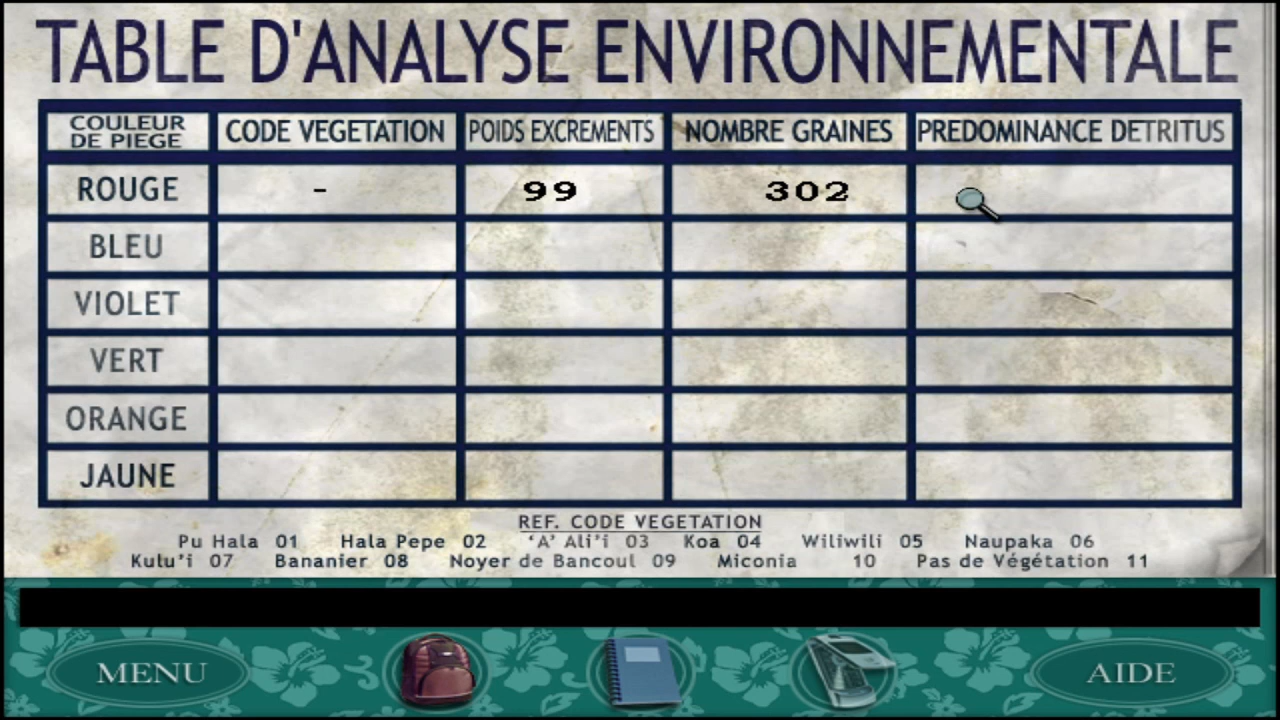 TABLE D'ANALYSE ENVIRONNEMENTALE
COULEUR DE PIEGE CODE VEGETATION POIDS EXCREMENTS NOMBRE GRAINES PREDOMINANCE DETRITUS
ROUGE - 99 302
BLEU
VIOLET
VERT
ORANGE
JAUNE
REF. CODE VEGETATION
Pu Hala 01 Hala Pepe 02 'A' Ali'i 03 Koa 04 Wiliwili 05 Naupaka 06
Kulu'i 07 Bananier 08 Noyer de Bancoul 09 Miconia 10 Pas de Végétation 11
MENU AIDE